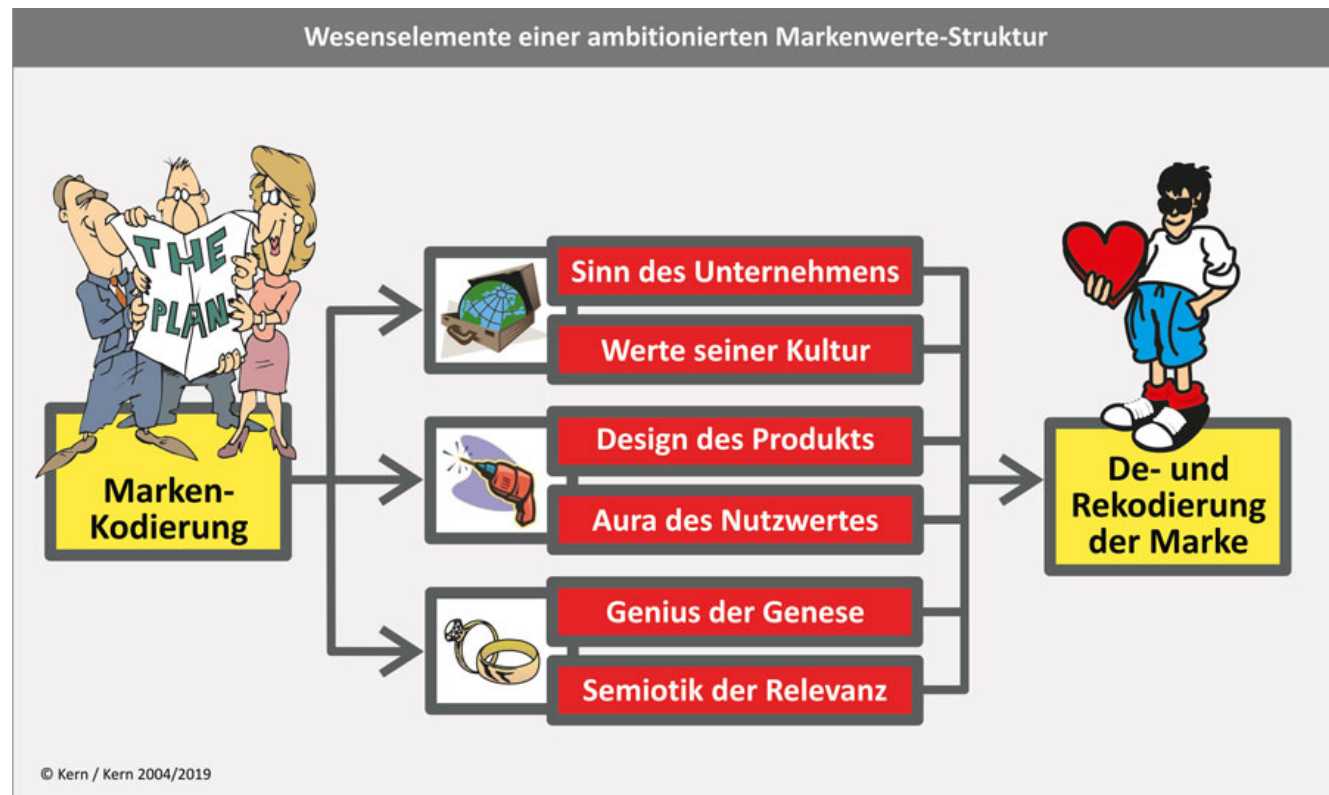 Wesenselemente einer ambitionierten Markenwerte-Struktur
THE
PLAN
Marken-
Kodierung
Sinn des Unternehmens
Werte seiner Kultur
Design des Produkts
Aura des Nutzwertes
Genius der Genese
Semiotik der Relevanz
De- und
Rekodierung
der Marke
© Kern / Kern 2004/2019